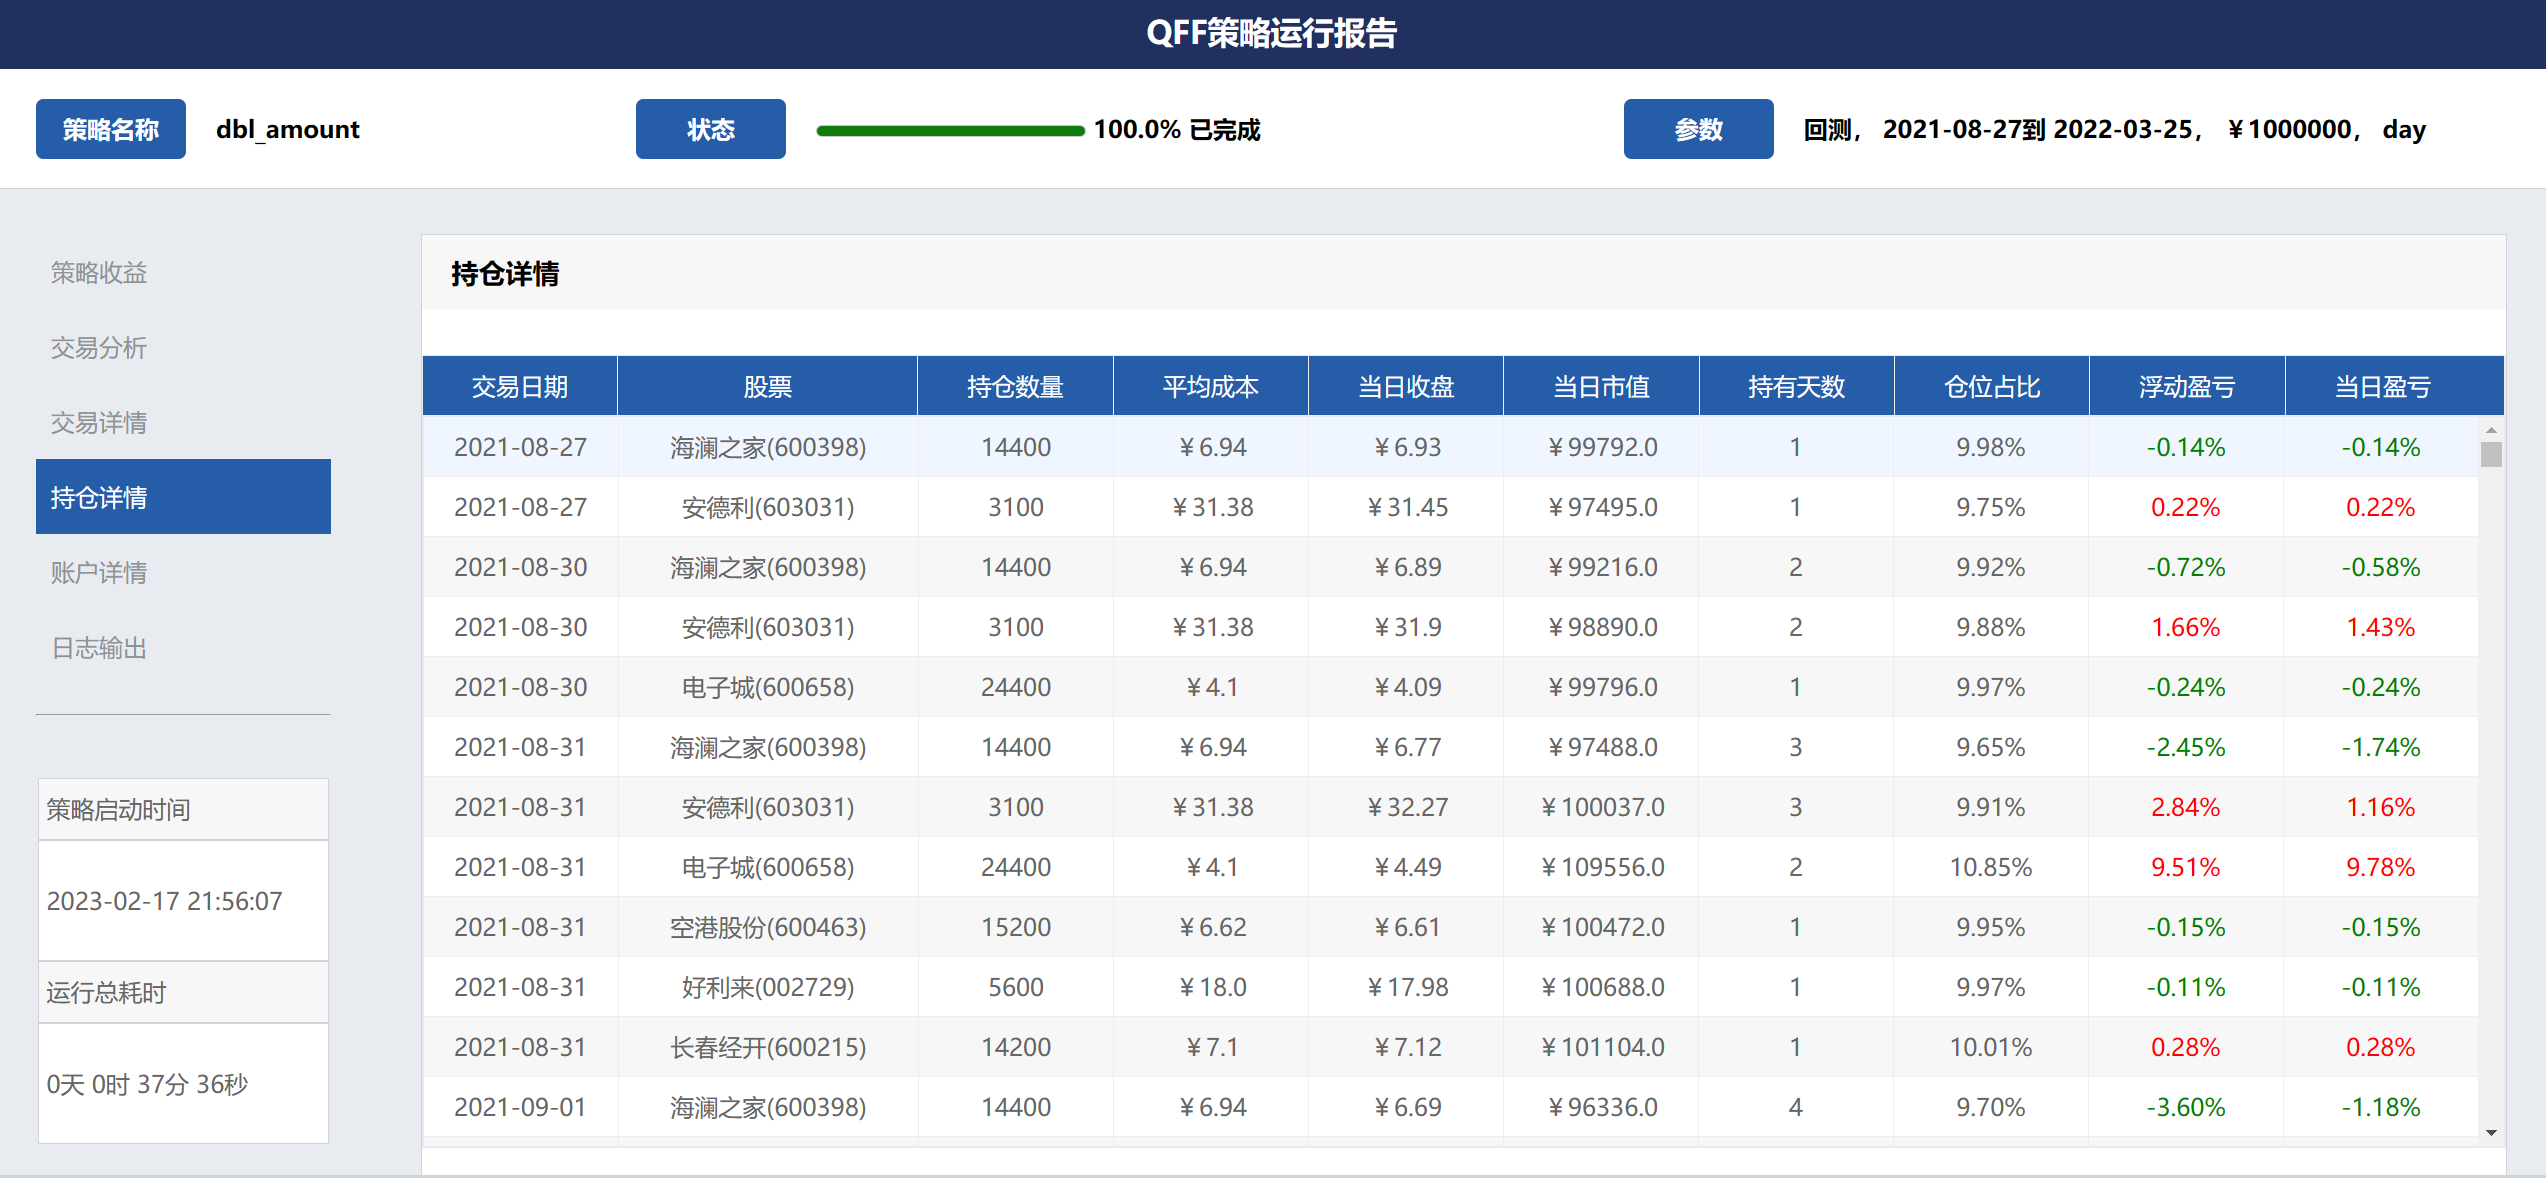 QFF策略运行报告
策略名称 dbl_amount 状态 100.0% 已完成 参数 回测， 2021-08-27到 2022-03-25， ￥1000000， day
策略收益
交易分析
交易详情
持仓详情
账户详情
日志输出
策略启动时间
2023-02-17 21:56:07
运行总耗时
0天 0时 37分 36秒
持仓详情
交易日期 股票 持仓数量 平均成本 当日收盘 当日市值 持有天数 仓位占比 浮动盈亏 当日盈亏
2021-08-27 海澜之家(600398) 14400 ￥6.94 ￥6.93 ￥99792.0 1 9.98% -0.14% -0.14%
2021-08-27 安德利(603031) 3100 ￥31.38 ￥31.45 ￥97495.0 1 9.75% 0.22% 0.22%
2021-08-30 海澜之家(600398) 14400 ￥6.94 ￥6.89 ￥99216.0 2 9.92% -0.72% -0.58%
2021-08-30 安德利(603031) 3100 ￥31.38 ￥31.9 ￥98890.0 2 9.88% 1.66% 1.43%
2021-08-30 电子城(600658) 24400 ￥4.1 ￥4.09 ￥99796.0 1 9.97% -0.24% -0.24%
2021-08-31 海澜之家(600398) 14400 ￥6.94 ￥6.77 ￥97488.0 3 9.65% -2.45% -1.74%
2021-08-31 安德利(603031) 3100 ￥31.38 ￥32.27 ￥100037.0 3 9.91% 2.84% 1.16%
2021-08-31 电子城(600658) 24400 ￥4.1 ￥4.49 ￥109556.0 2 10.85% 9.51% 9.78%
2021-08-31 空港股份(600463) 15200 ￥6.62 ￥6.61 ￥100472.0 1 9.95% -0.15% -0.15%
2021-08-31 好利来(002729) 5600 ￥18.0 ￥17.98 ￥100688.0 1 9.97% -0.11% -0.11%
2021-08-31 长春经开(600215) 14200 ￥7.1 ￥7.12 ￥101104.0 1 10.01% 0.28% 0.28%
2021-09-01 海澜之家(600398) 14400 ￥6.94 ￥6.69 ￥96336.0 4 9.70% -3.60% -1.18%